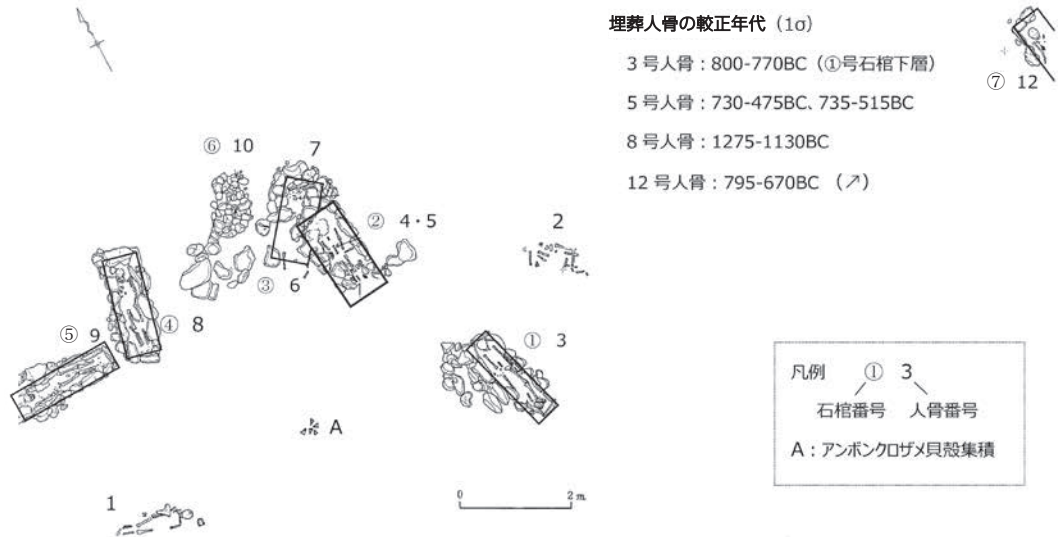 埋葬人骨の較正年代（1σ）
3 号人骨：800-770BC（①号石棺下層）
5 号人骨：730-475BC、735-515BC
8 号人骨：1275-1130BC
12 号人骨：795-670BC （↗）
⑦ 12
⑥ 10
7
② 4・5
2
③ 6
⑤ 9
④ 8
① 3
A
1
0 2 m
凡例 ① 3
石棺番号 人骨番号
A：アンボンクロザメ貝殻集積